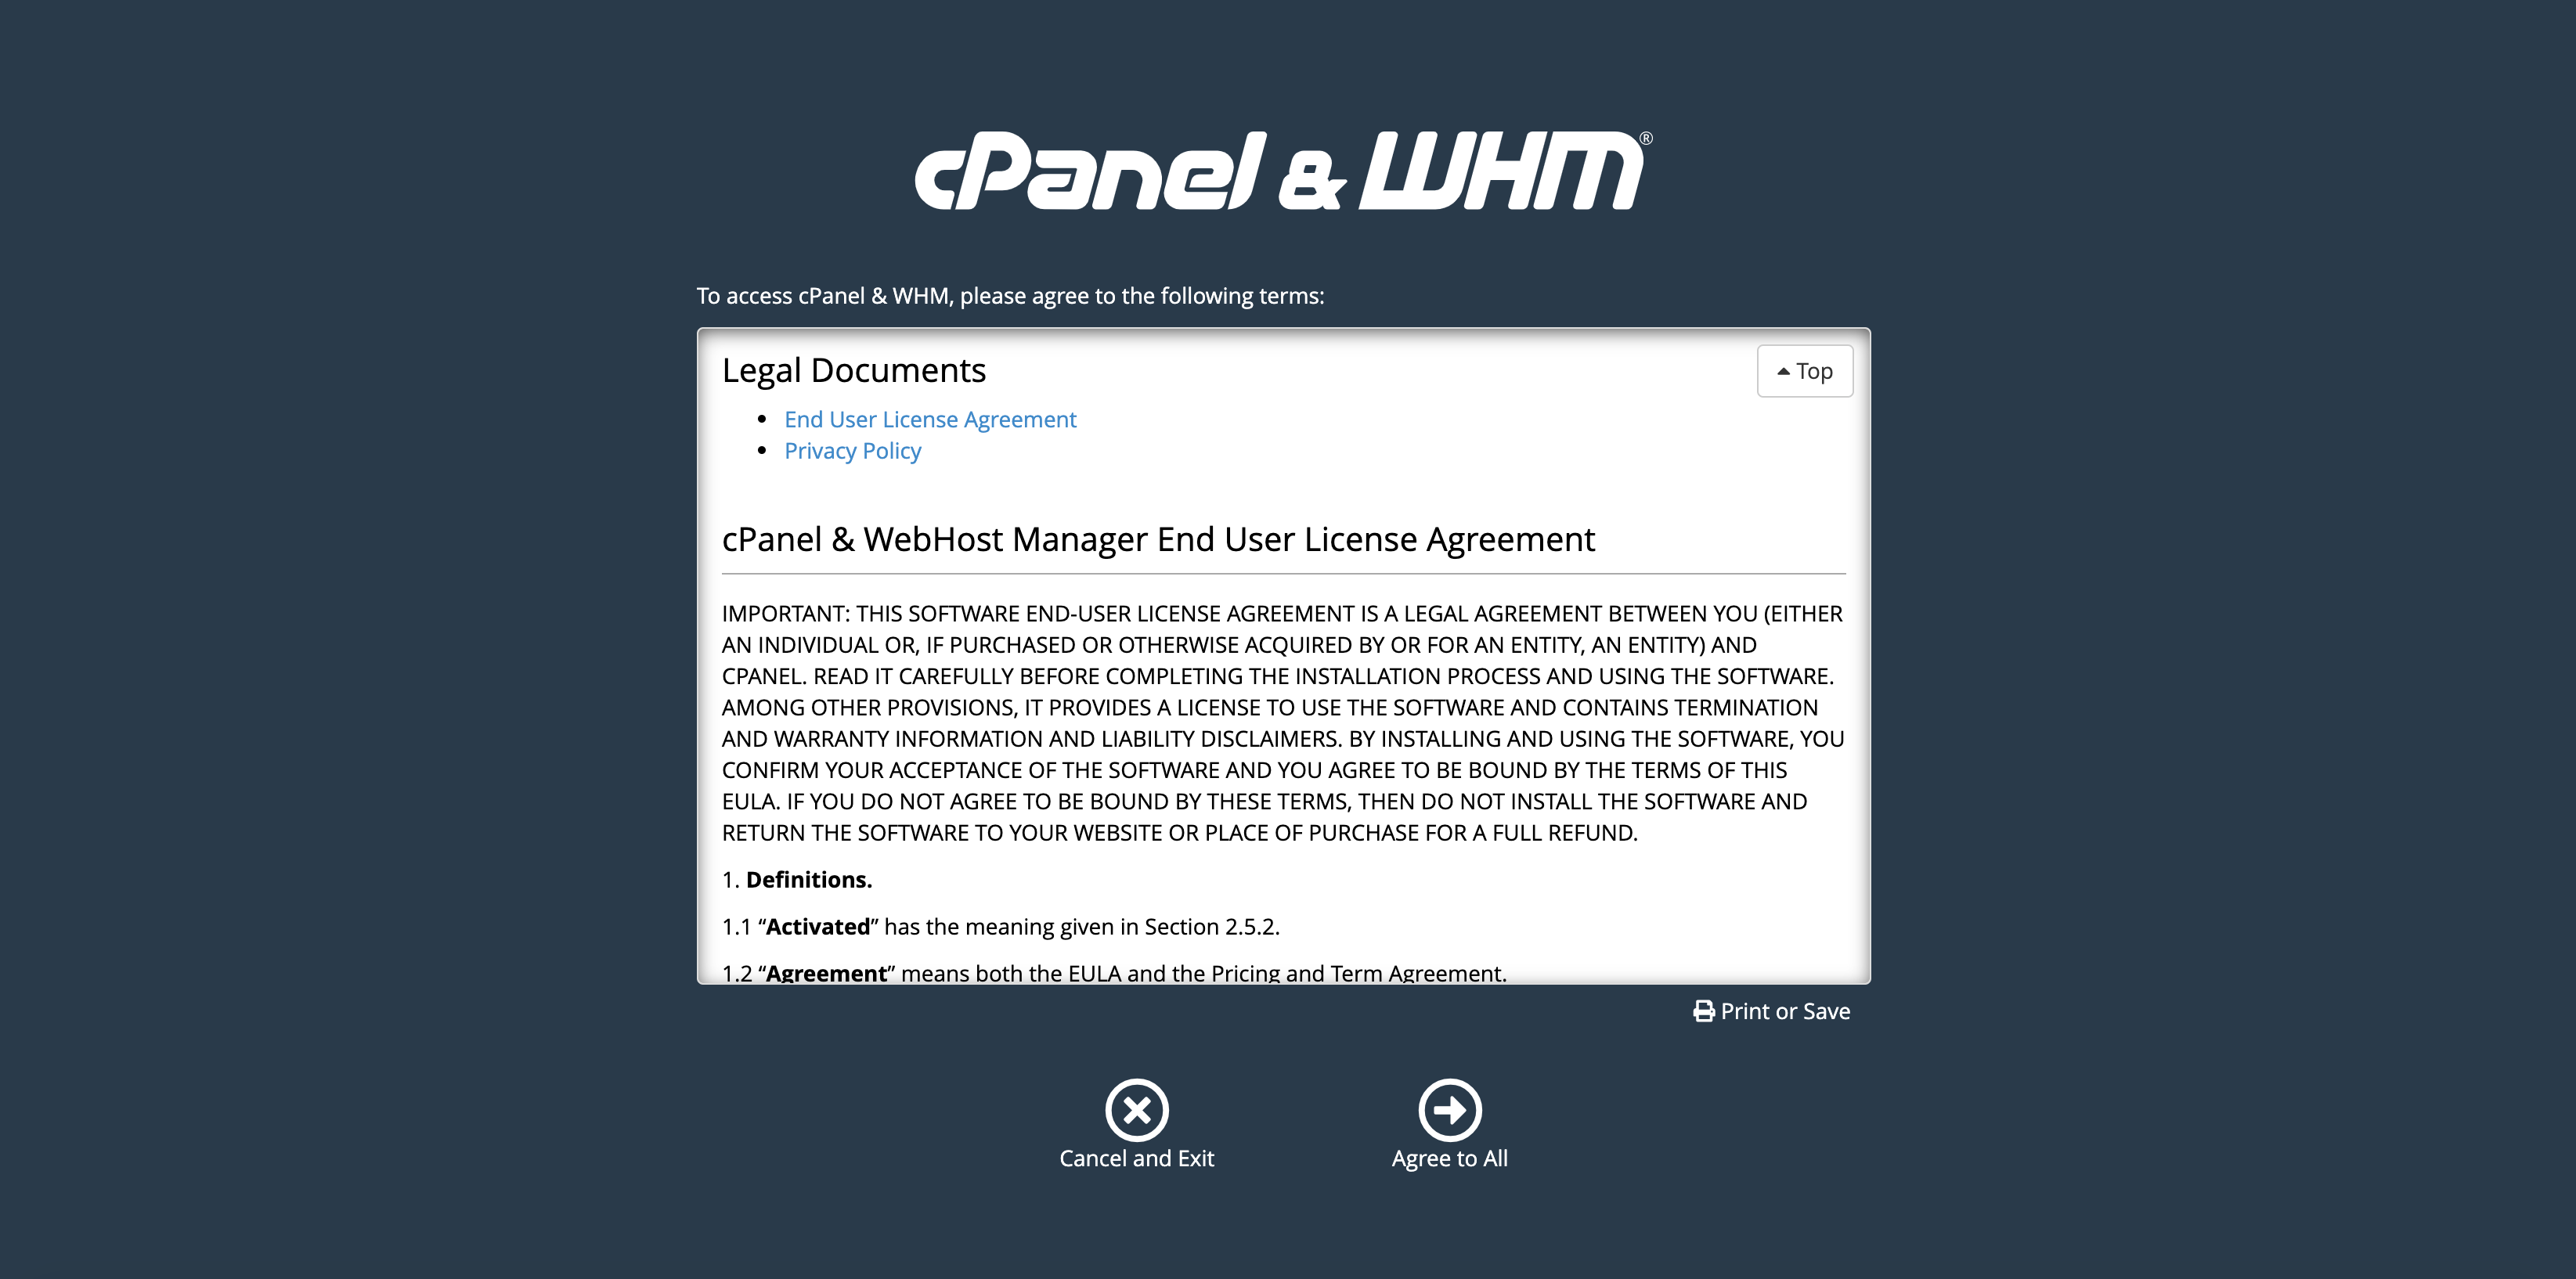 cPanel & WHM®
To access cPanel & WHM, please agree to the following terms:
Legal Documents
Top
End User License Agreement
Privacy Policy
cPanel & WebHost Manager End User License Agreement
IMPORTANT: THIS SOFTWARE END-USER LICENSE AGREEMENT IS A LEGAL AGREEMENT BETWEEN YOU (EITHER
AN INDIVIDUAL OR, IF PURCHASED OR OTHERWISE ACQUIRED BY OR FOR AN ENTITY, AN ENTITY) AND
CPANEL. READ IT CAREFULLY BEFORE COMPLETING THE INSTALLATION PROCESS AND USING THE SOFTWARE.
AMONG OTHER PROVISIONS, IT PROVIDES A LICENSE TO USE THE SOFTWARE AND CONTAINS TERMINATION
AND WARRANTY INFORMATION AND LIABILITY DISCLAIMERS. BY INSTALLING AND USING THE SOFTWARE, YOU
CONFIRM YOUR ACCEPTANCE OF THE SOFTWARE AND YOU AGREE TO BE BOUND BY THE TERMS OF THIS
EULA. IF YOU DO NOT AGREE TO BE BOUND BY THESE TERMS, THEN DO NOT INSTALL THE SOFTWARE AND
RETURN THE SOFTWARE TO YOUR WEBSITE OR PLACE OF PURCHASE FOR A FULL REFUND.
1. Definitions.
1.1 “Activated” has the meaning given in Section 2.5.2.
1.2 “Agreement” means both the EULA and the Pricing and Term Agreement.
Print or Save
Cancel and Exit
Agree to All